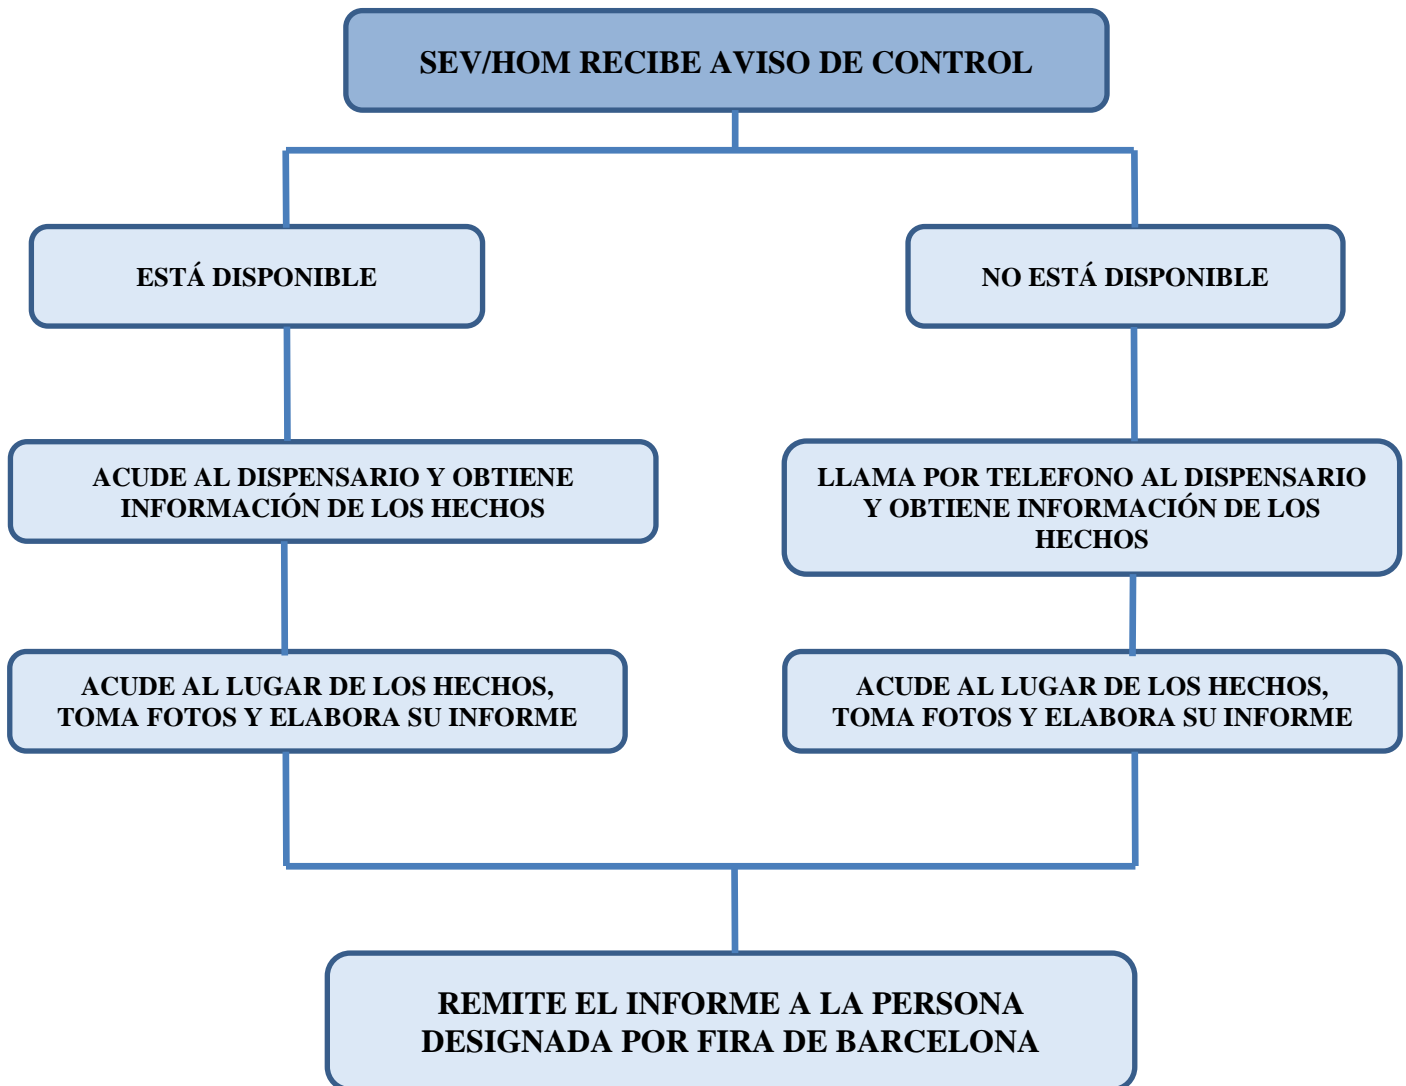 SEV/HOM RECIBE AVISO DE CONTROL
ESTÁ DISPONIBLE
NO ESTÁ DISPONIBLE
ACUDE AL DISPENSARIO Y OBTIENE
INFORMACIÓN DE LOS HECHOS
LLAMA POR TELEFONO AL DISPENSARIO
Y OBTIENE INFORMACIÓN DE LOS
HECHOS
ACUDE AL LUGAR DE LOS HECHOS,
TOMA FOTOS Y ELABORA SU INFORME
ACUDE AL LUGAR DE LOS HECHOS,
TOMA FOTOS Y ELABORA SU INFORME
REMITE EL INFORME A LA PERSONA
DESIGNADA POR FIRA DE BARCELONA